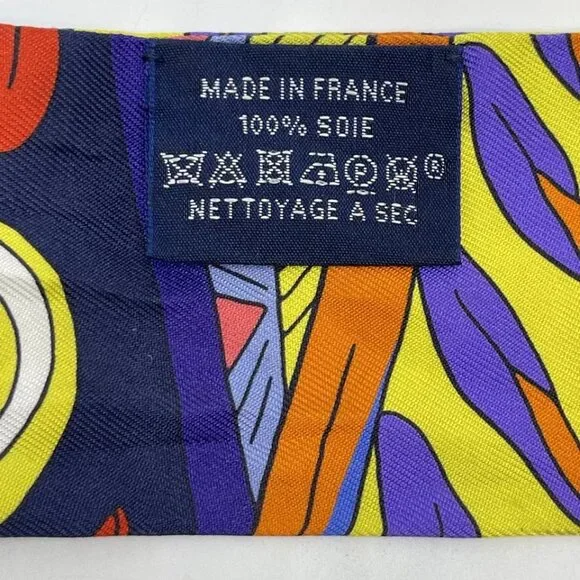 MADE IN FRANCE
100% SOIE
P ®
NETTOYAGE A SEC